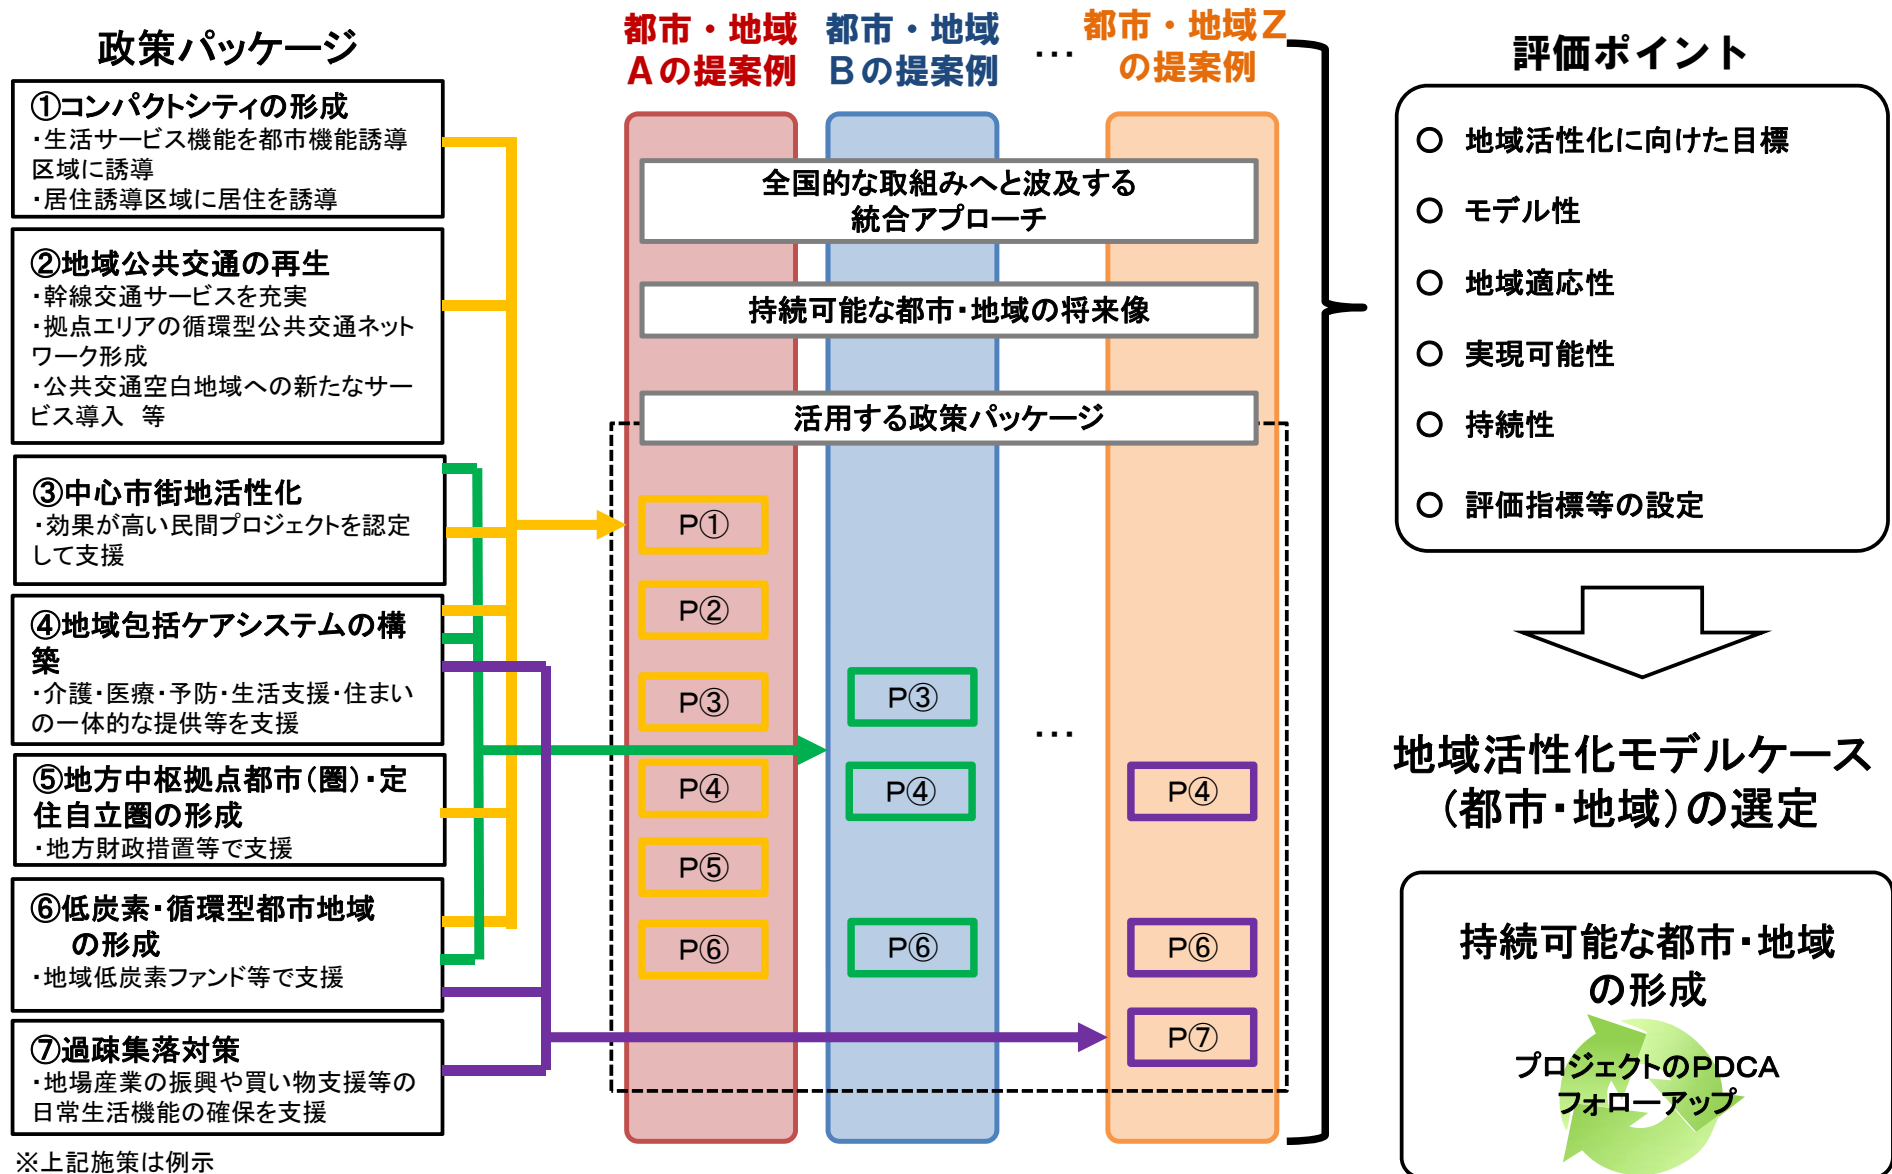 政策パッケージ
①コンパクトシティの形成
・生活サービス機能を都市機能誘導
区域に誘導
・居住誘導区域に居住を誘導
②地域公共交通の再生
・幹線交通サービスを充実
・拠点エリアの循環型公共交通ネット
ワーク形成
・公共交通空白地域への新たなサー
ビス導入　等
③中心市街地活性化
・効果が高い民間プロジェクトを認定
して支援
④地域包括ケアシステムの構
築
・介護・医療・予防・生活支援・住まい
の一体的な提供等を支援
⑤地方中枢拠点都市（圏）・定
住自立圏の形成
・地方財政措置等で支援
⑥低炭素・循環型都市地域
の形成
・地域低炭素ファンド等で支援
⑦過疎集落対策
・地場産業の振興や買い物支援等の
日常生活機能の確保を支援
※上記施策は例示
都市・地域
Ａの提案例
都市・地域
Ｂの提案例
…
都市・地域Ｚ
の提案例
全国的な取組みへと波及する
統合アプローチ
持続可能な都市・地域の将来像
活用する政策パッケージ
P①
P②
P③
P④
P⑤
P⑥
P③
P④
P⑥
…
P④
P⑥
P⑦
評価ポイント
○ 地域活性化に向けた目標
○ モデル性
○ 地域適応性
○ 実現可能性
○ 持続性
○ 評価指標等の設定
地域活性化モデルケース
（都市・地域）の選定
持続可能な都市・地域
の形成
プロジェクトのPDCA
フォローアップ